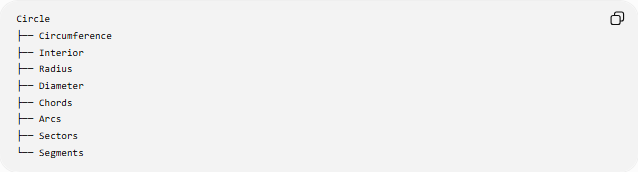 Circle
├── Circumference
├── Interior
├── Radius
├── Diameter
├── Chords
├── Arcs
├── Sectors
└── Segments